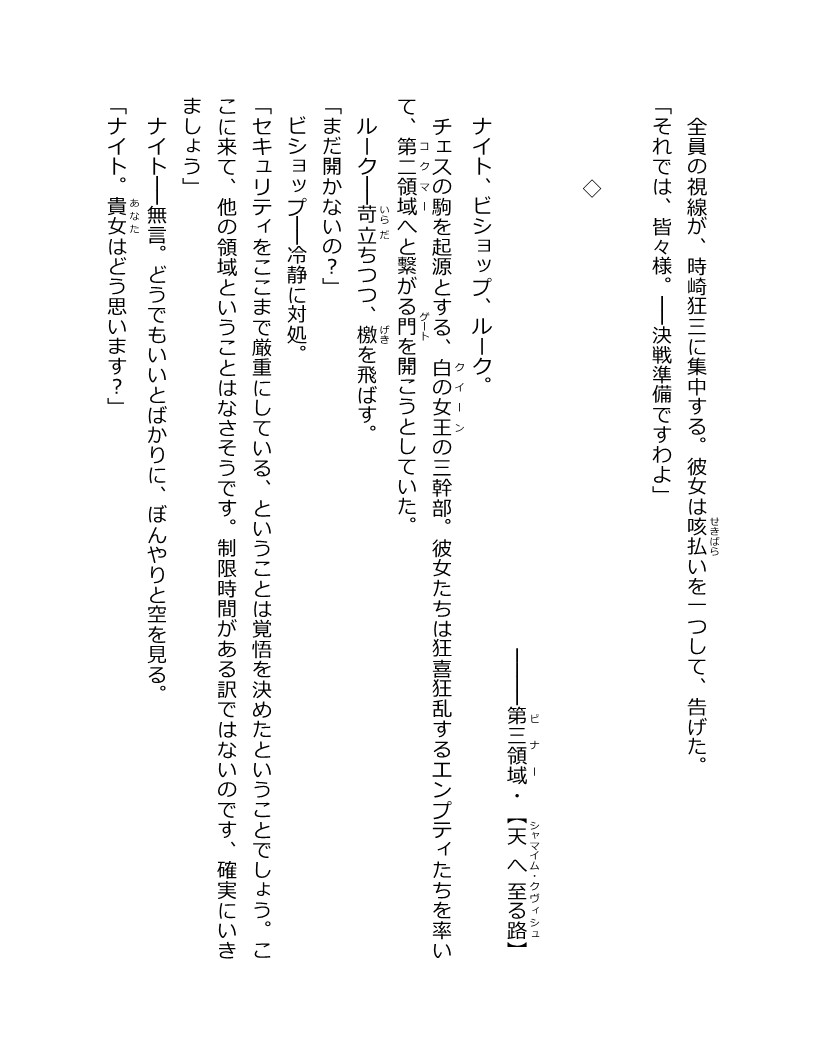 全員の視線が、時崎狂三に集中する。彼女は咳払いを一つして、告げた。
「それでは、皆々様。――決戦準備ですわよ」
◇
――第三領域・【天へ至る路】
ナイト、ビショップ、ルーク。
チェスの駒を起源とする、白の女王の三幹部。彼女たちは狂喜狂乱するエンプティたちを率い
て、第二領域へと繋がる門を開こうとしていた。
ルーク――苛立ちつつ、檄を飛ばす。
「まだ開かないの？」
ビショップ――冷静に対処。
「セキュリティをここまで厳重にしている、ということは覚悟を決めたということでしょう。こ
こに来て、他の領域ということはなさそうです。制限時間がある訳ではないのです、確実にいき
ましょう」
ナイト――無言。どうでもいいとばかりに、ぼんやりと空を見る。
「ナイト。貴女はどう思います？」